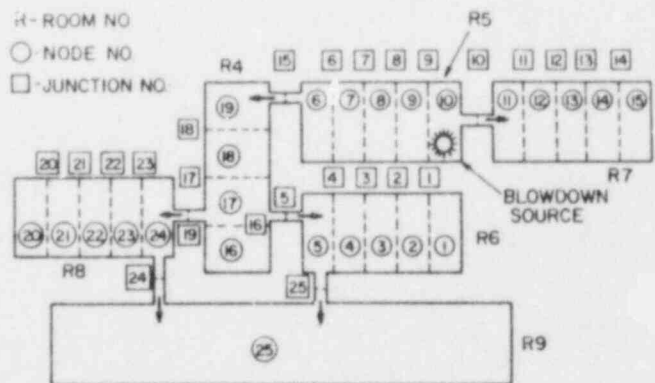 R - ROOM NO.
R5
NODE NO.
R4
15 6 7 8 9 10 11 12 13 14
JUNCTION NO.
19 6 7 8 9 10 11 12 13 14 15
18
18
20 21 22 23 17
5 4 3 2 1
R7
BLOWDOWN
SOURCE
17
16
20 21 22 23 24 19 16 5 4 3 2 1 R6
R8
24 25
R9
25